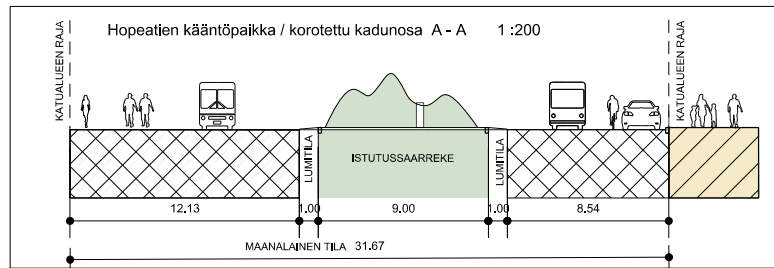 Hopeatien kääntöpaikka / korotettu kadunosa A - A 1 :200
KATUALUEEN RAJA
KATUALUEEN RAJA
LUMITILA
ISTUTUSSAARREKE
LUMITILA
12.13 1.00 9.00 1.00 8.54
MAANALAINEN TILA 31.67